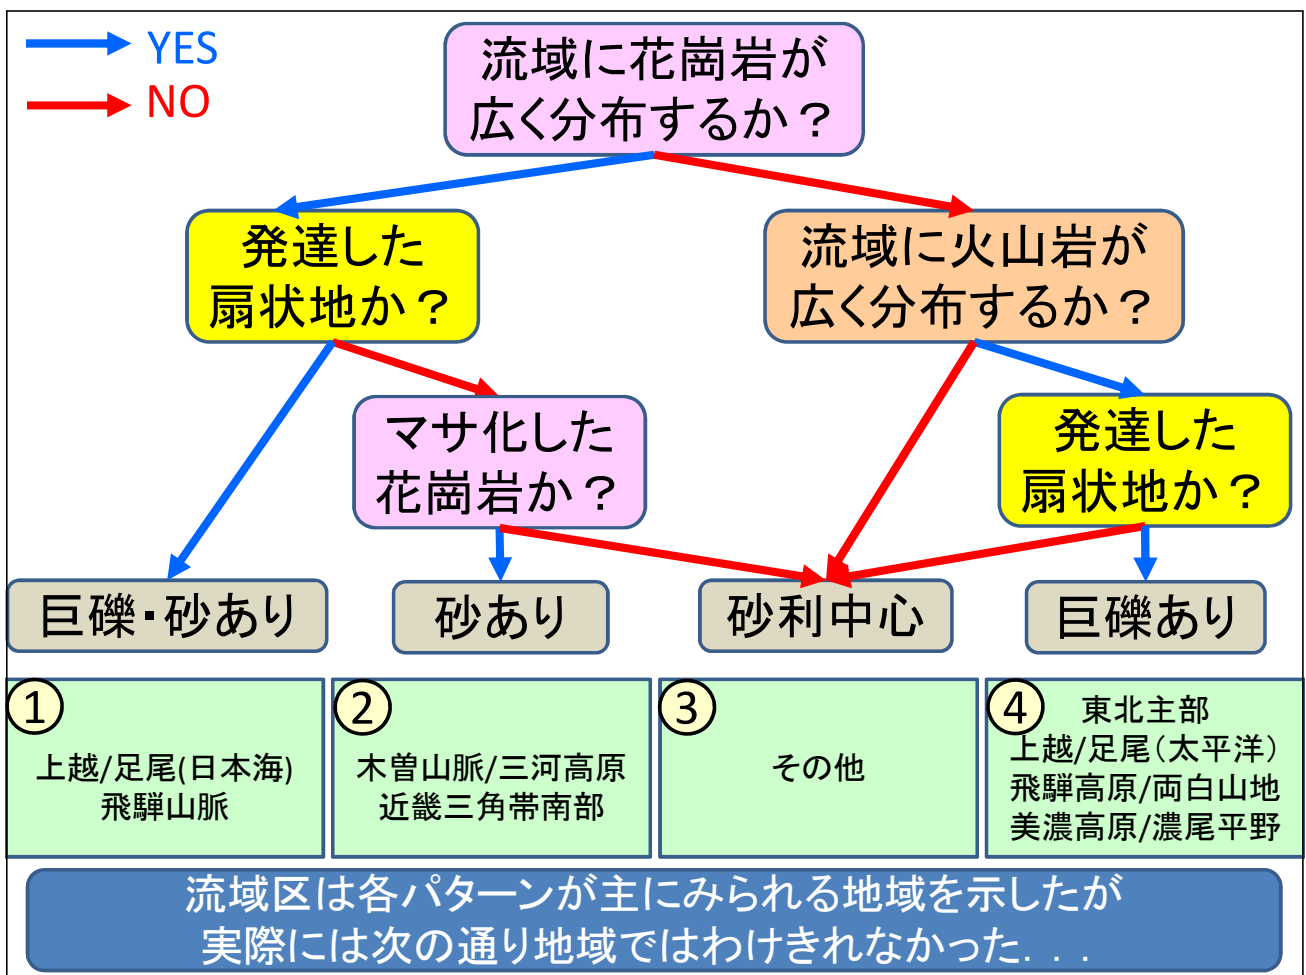 YES
NO
流域に花崗岩が
広く分布するか？
発達した
扇状地か？
流域に火山岩が
広く分布するか？
マサ化した
花崗岩か？
発達した
扇状地か？
巨礫・砂あり
砂あり
砂利中心
巨礫あり
①
上越/足尾(日本海)
飛騨山脈
②
木曽山脈/三河高原
近畿三角帯南部
③
その他
④
東北主部
上越/足尾（太平洋）
飛騨高原/両白山地
美濃高原/濃尾平野
流域区は各パターンが主にみられる地域を示したが
実際には次の通り地域ではわけきれなかった．．．